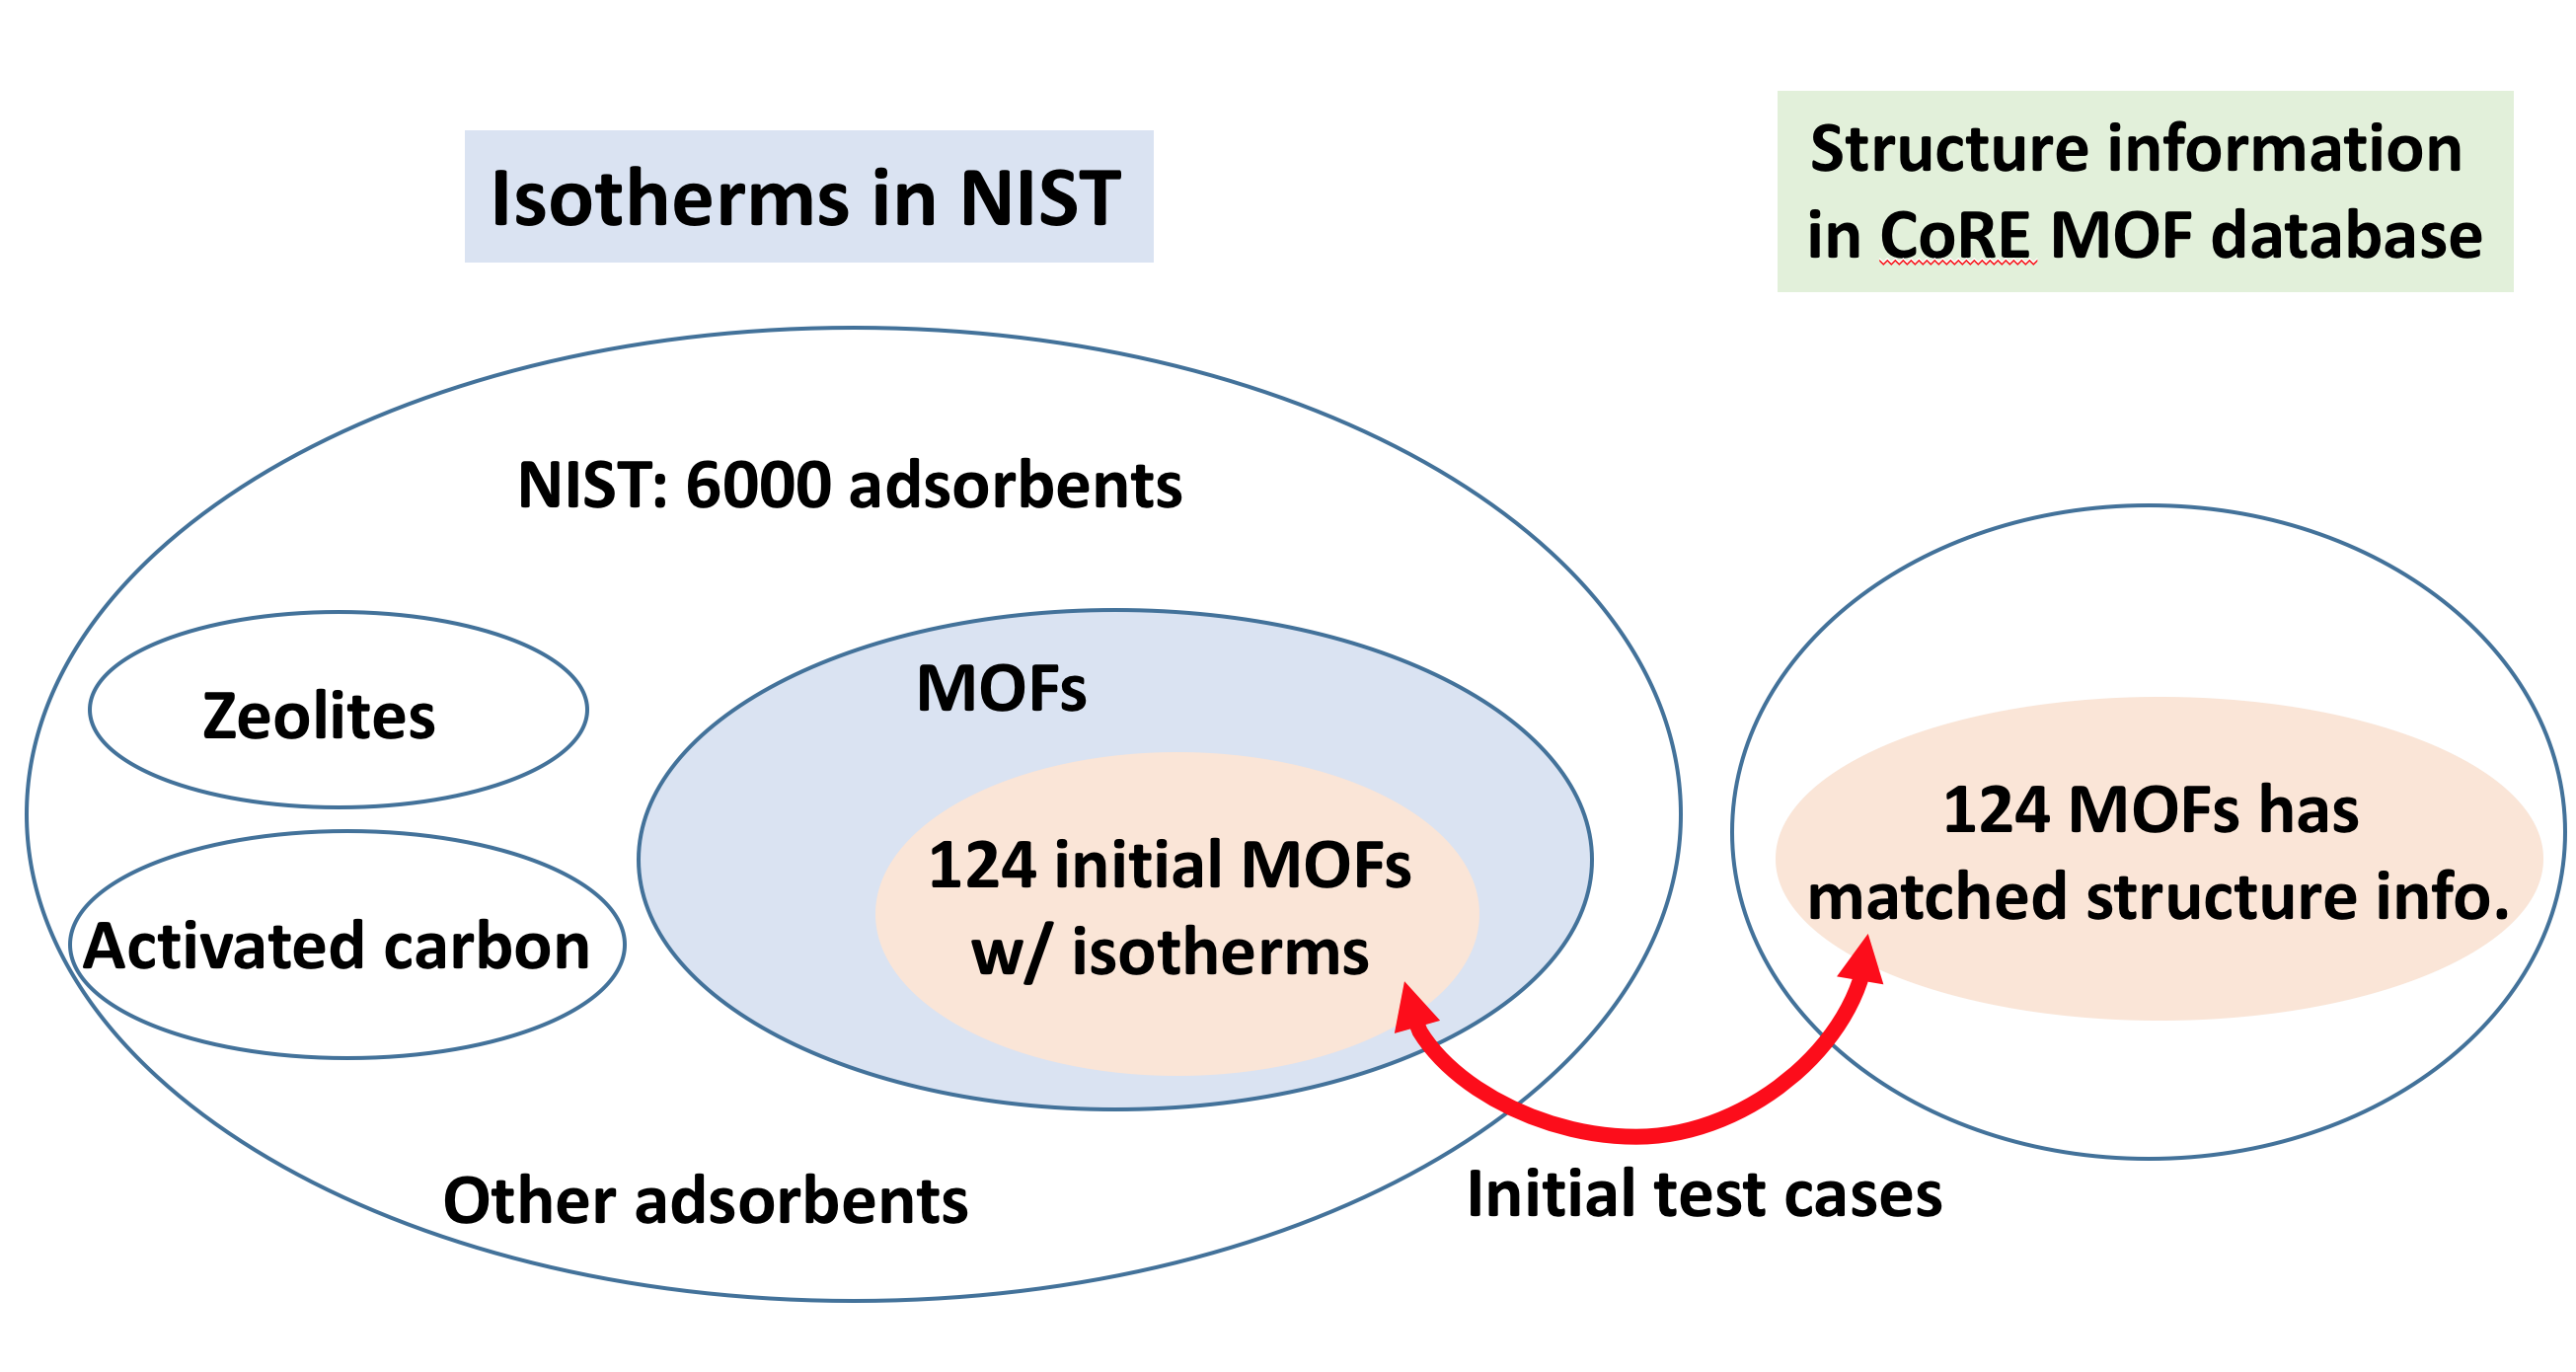 Isotherms in NIST
Structure information
in CoRE MOF database
NIST: 6000 adsorbents
Zeolites
MOFs
Activated carbon
124 initial MOFs
w/ isotherms
124 MOFs has
matched structure info.
Other adsorbents
Initial test cases